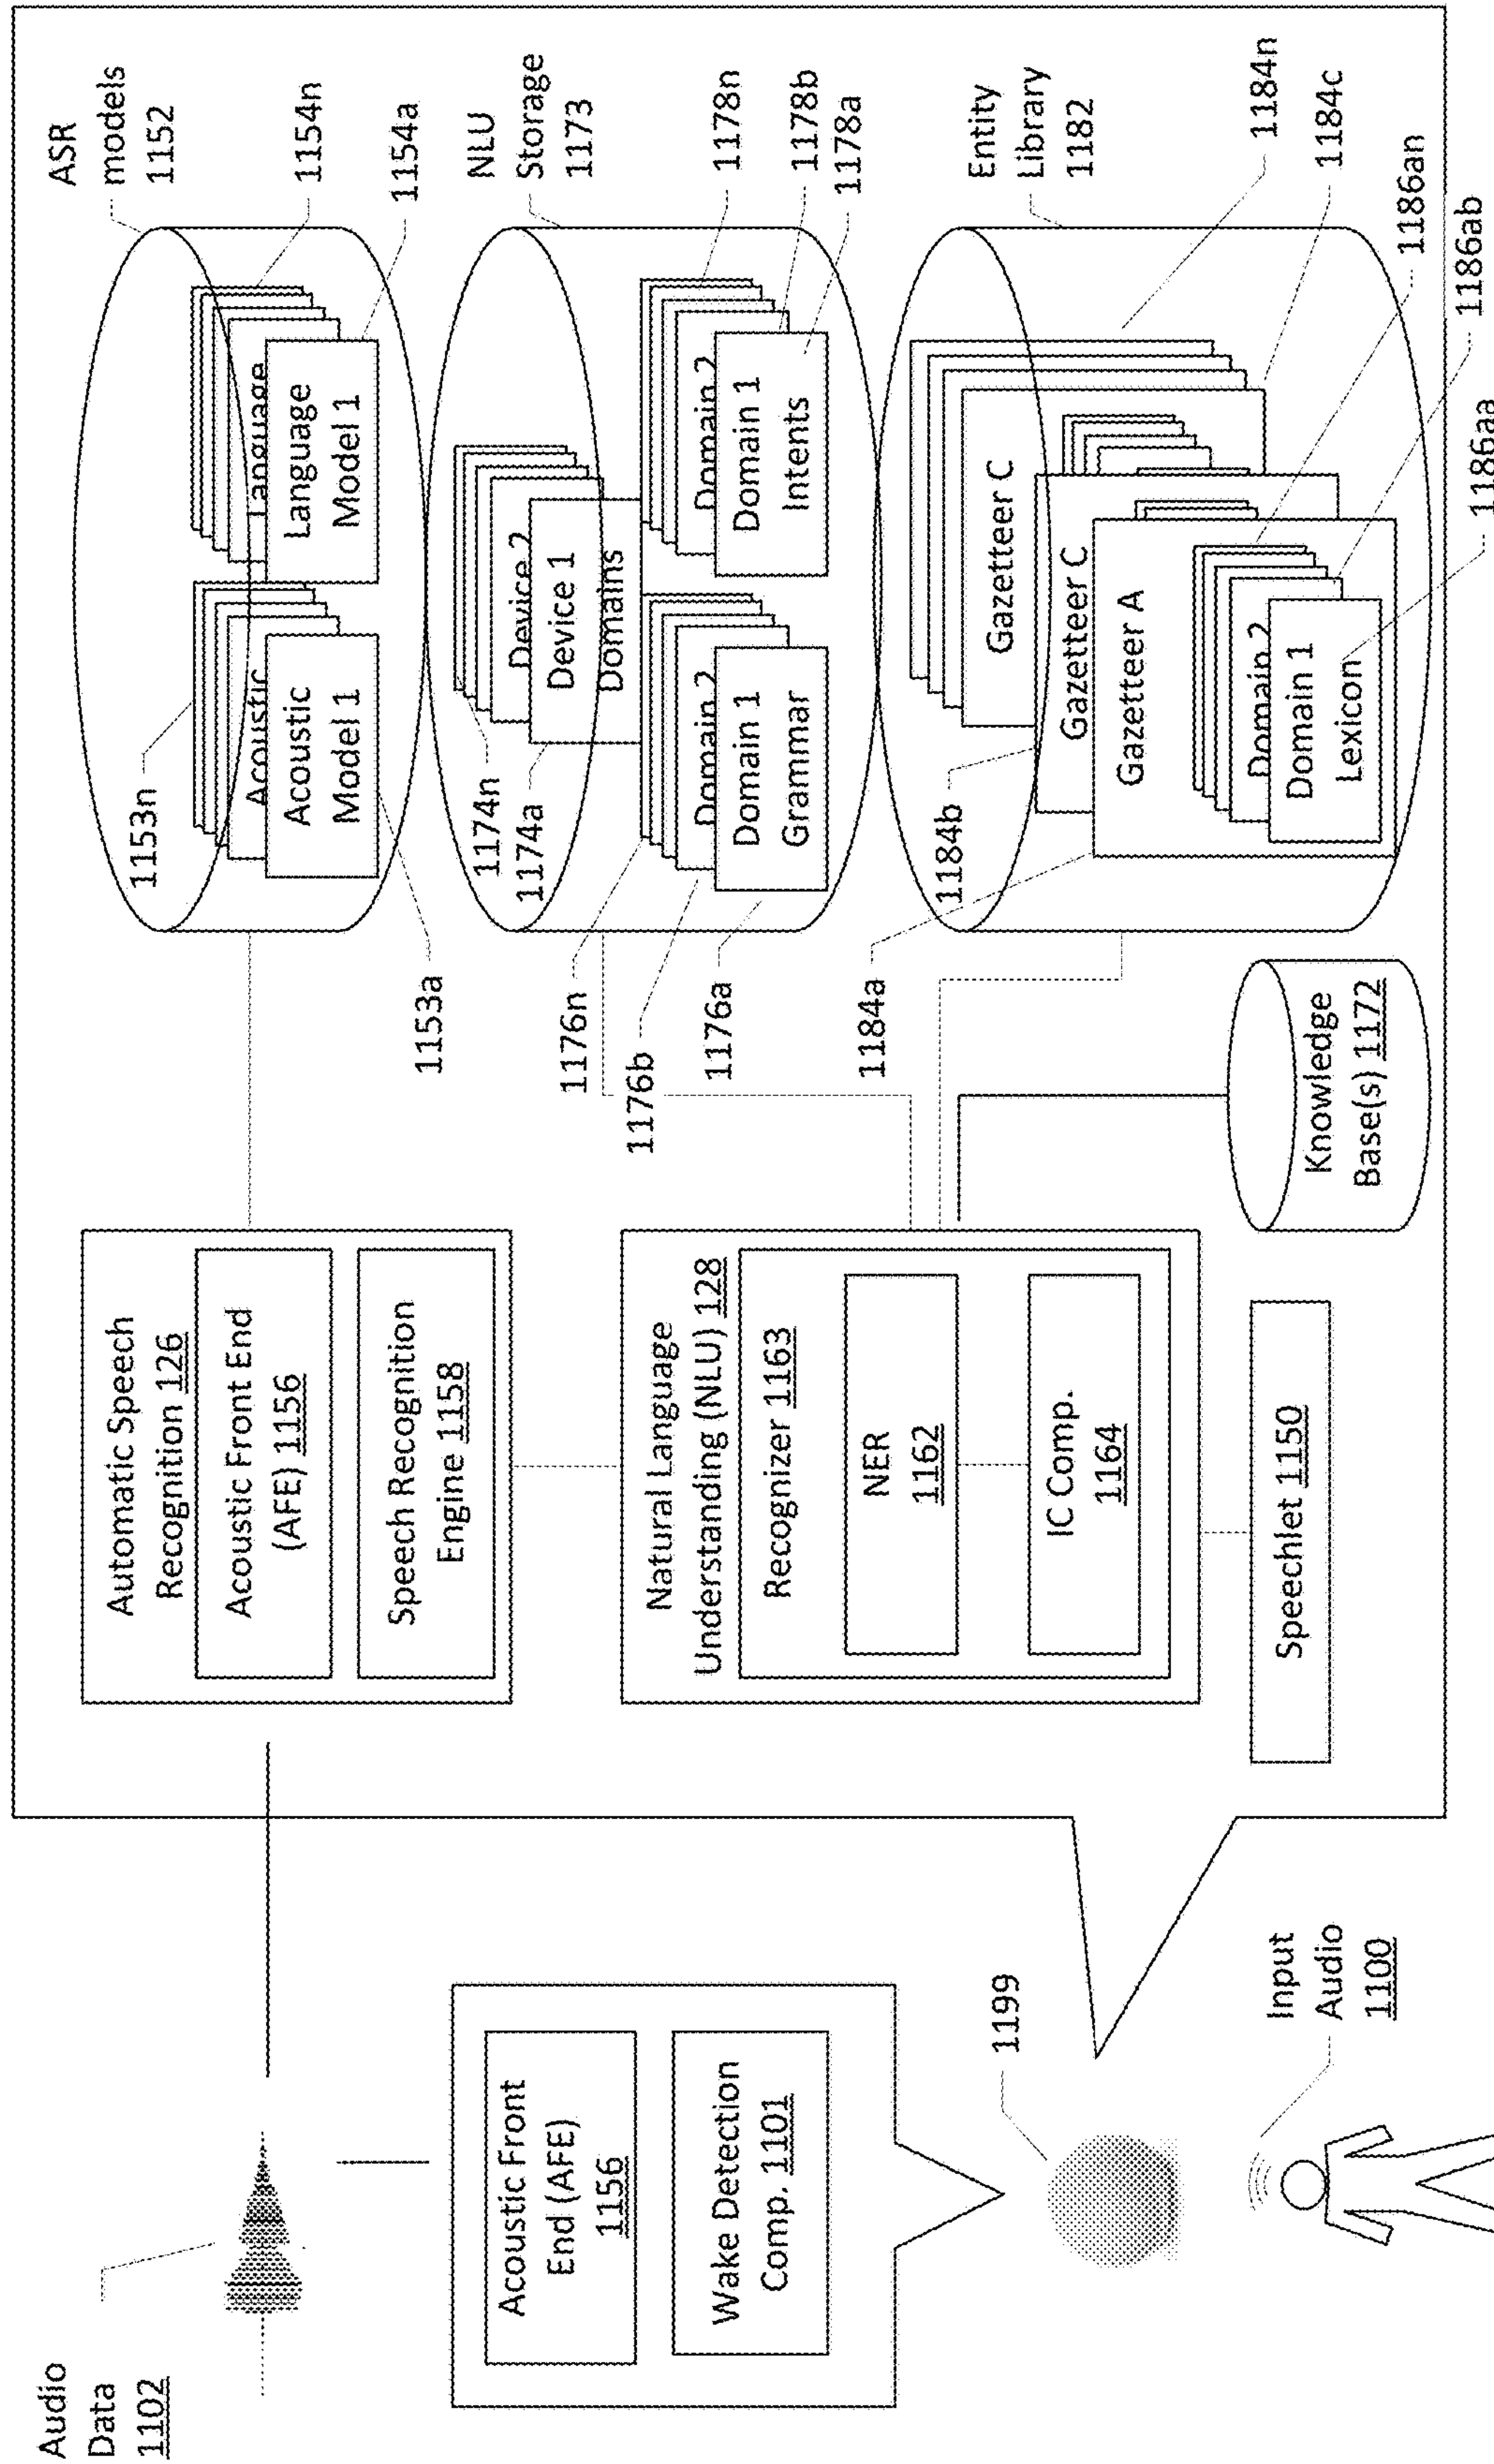 Audio
Data
1102
Acoustic Front
End (AFE)
1156
Wake Detection
Comp. 1101
1199
Input
Audio
1100
Automatic Speech
Recognition 126
Acoustic Front End
(AFE) 1156
Speech Recognition
Engine 1158
Natural Language
Understanding (NLU) 128
Recognizer 1163
NER
1162
IC Comp.
1164
Speechlet 1150
Knowledge
Base(s) 1172
ASR
models
1152
1153n
1153a
Acoustic
Acoustic
Model 1
Language
Language
Model 1
1154n
1154a
NLU
Storage
1173
1174n
1174a
Device 2
Device 1
Domains
1176n
1176b
1176a
Domain 2
Domain 1
Grammar
Domain 2
Domain 1
Intents
1178n
1178b
1178a
Entity
Library
1182
1184b
1184a
Gazetteer C
Gazetteer C
Gazetteer A
Domain 2
Domain 1
Lexicon
1184n
1184c
1186an
1186ab
1186aa